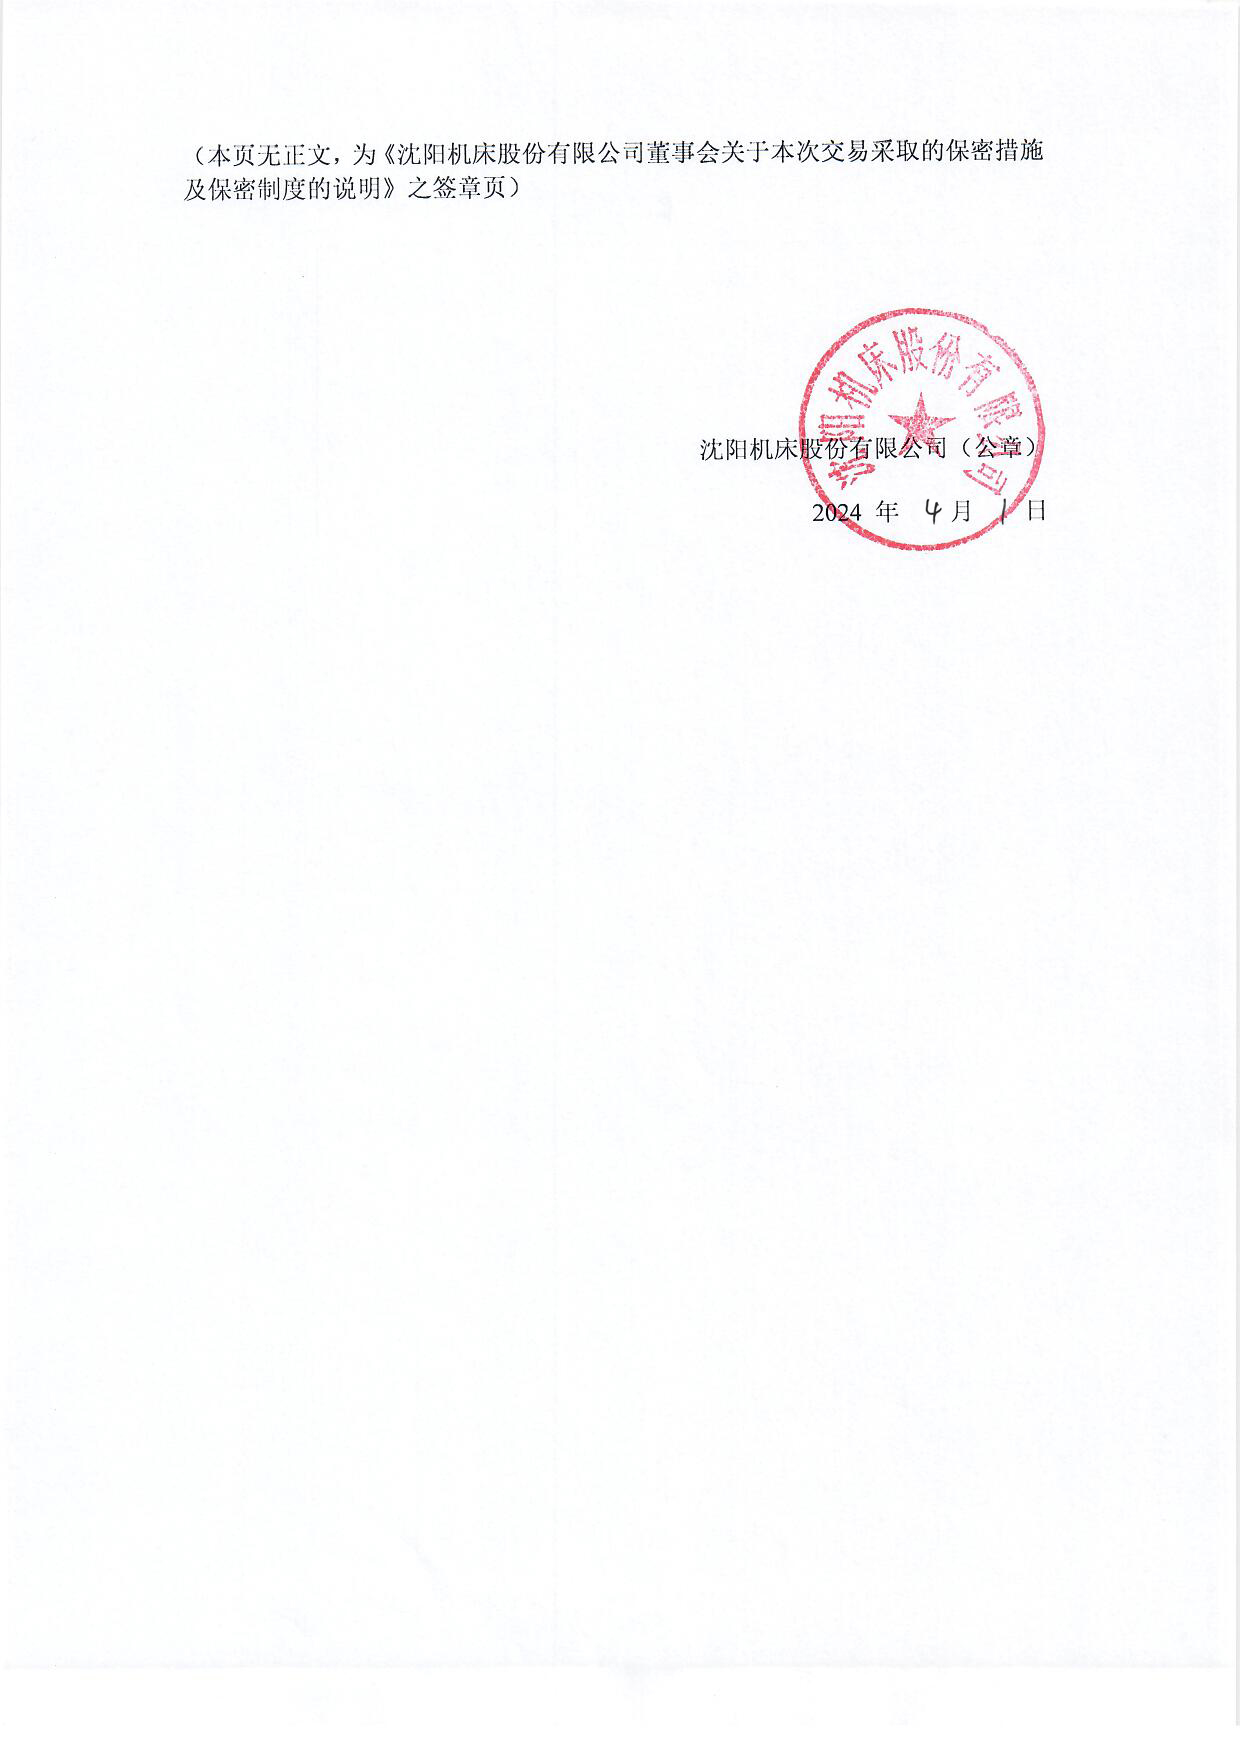 （本页无正文，为《沈阳机床股份有限公司董事会关于本次交易采取的保密措施
及保密制度的说明》之签章页）
沈阳机床股份有限公司
沈阳机床股份有限公司（公章）
2024 年 4 月 1 日